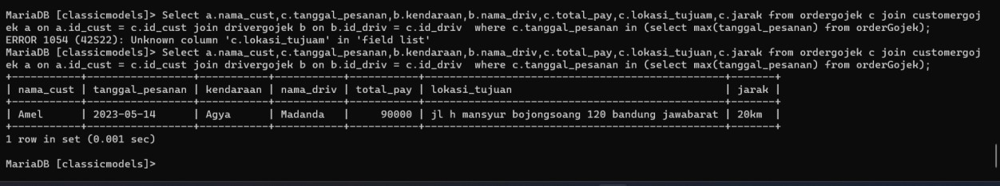 MariaDB [classicmodels]> Select a.nama_cust,c.tanggal_pesanan,b.kendaraan,b.nama_driv,c.total_pay,c.lokasi_tujuam,c.jarak from ordergojek c join customergoj
ek a on a.id_cust = c.id_cust join drivergojek b on b.id_driv = c.id_driv  where c.tanggal_pesanan in (select max(tanggal_pesanan) from orderGojek);
ERROR 1054 (42S22): Unknown column 'c.lokasi_tujuam' in 'field list'
MariaDB [classicmodels]> Select a.nama_cust,c.tanggal_pesanan,b.kendaraan,b.nama_driv,c.total_pay,c.lokasi_tujuan,c.jarak from ordergojek c join customergoj
ek a on a.id_cust = c.id_cust join drivergojek b on b.id_driv = c.id_driv  where c.tanggal_pesanan in (select max(tanggal_pesanan) from orderGojek);
+-----------+-----------------+-----------+-----------+-----------+------------------------------------------------+-------+
| nama_cust | tanggal_pesanan | kendaraan | nama_driv | total_pay | lokasi_tujuan                                  | jarak |
+-----------+-----------------+-----------+-----------+-----------+------------------------------------------------+-------+
| Amel      | 2023-05-14      | Agya      | Madanda   |     90000 | jl h mansyur bojongsoang 120 bandung jawabarat | 20km  |
+-----------+-----------------+-----------+-----------+-----------+------------------------------------------------+-------+
1 row in set (0.001 sec)
MariaDB [classicmodels]>